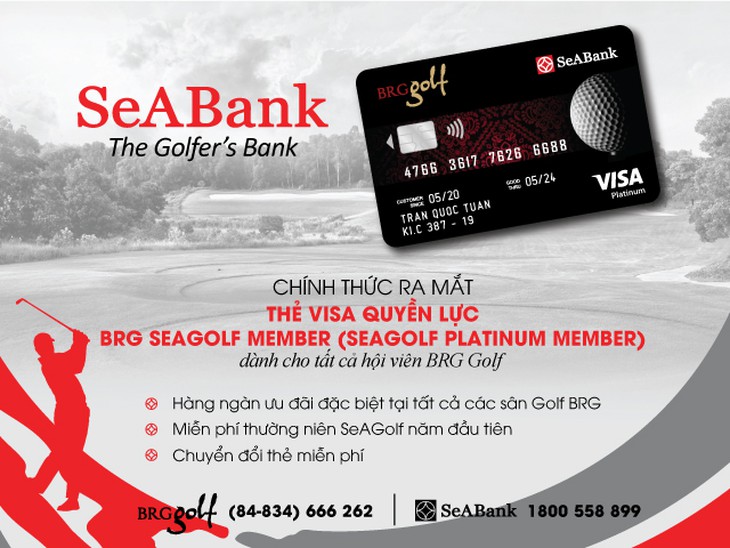 SeABank
The Golfer's Bank
BRG golf
SeABank
4766 3617 7626 6688
CUSTOMER SINCE 05/20 GOOD THRU 05/24
TRAN QUOC TUAN
KI.C 387 - 19
VISA
Platinum
CHÍNH THỨC RA MẮT
THẺ VISA QUYỀN LỰC
BRG SEAGOLF MEMBER (SEAGOLF PLATINUM MEMBER)
dành cho tất cả hội viên BRG Golf
Hàng ngàn ưu đãi đặc biệt tại tất cả các sân Golf BRG
Miễn phí thường niên SeAGolf năm đầu tiên
Chuyển đổi thẻ miễn phí
BRG golf (84-834) 666 262 | SeABank 1800 558 899